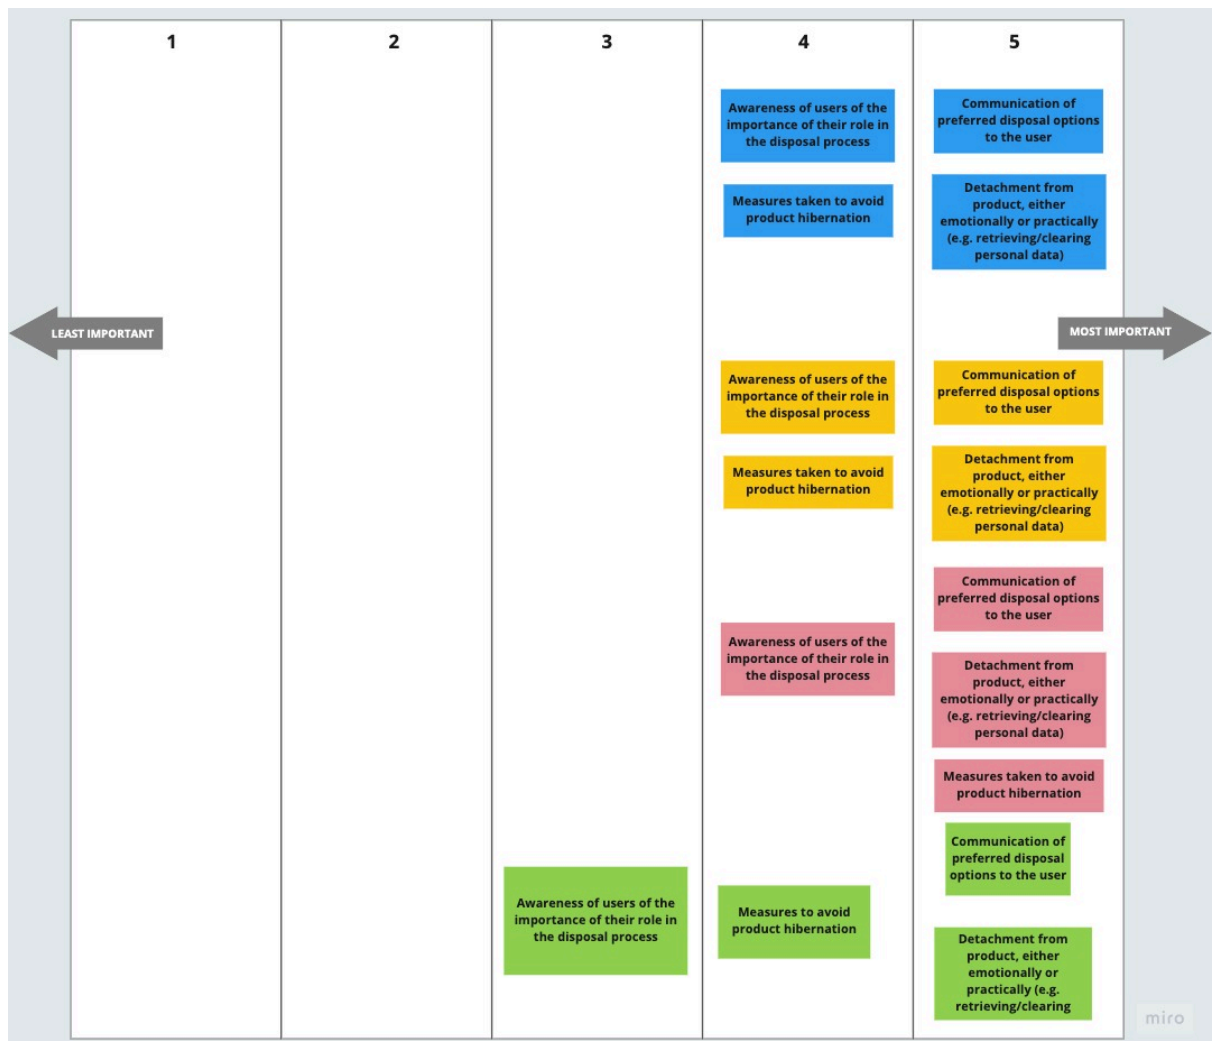 1
2
3
4
5
Awareness of users of the
importance of their role in
the disposal process
Communication of
preferred disposal options
to the user
Measures taken to avoid
product hibernation
Detachment from
product, either
emotionally or practically
(e.g. retrieving/clearing
personal data)
LEAST IMPORTANT
MOST IMPORTANT
Awareness of users of the
importance of their role in
the disposal process
Communication of
preferred disposal options
to the user
Measures taken to avoid
product hibernation
Detachment from
product, either
emotionally or practically
(e.g. retrieving/clearing
personal data)
Communication of
preferred disposal options
to the user
Awareness of users of the
importance of their role in
the disposal process
Detachment from
product, either
emotionally or practically
(e.g. retrieving/clearing
personal data)
Measures taken to avoid
product hibernation
Communication of
preferred disposal
options to the user
Awareness of users of the
importance of their role in
the disposal process
Measures to avoid
product hibernation
Detachment from
product, either
emotionally or
practically (e.g.
retrieving/clearing
miro